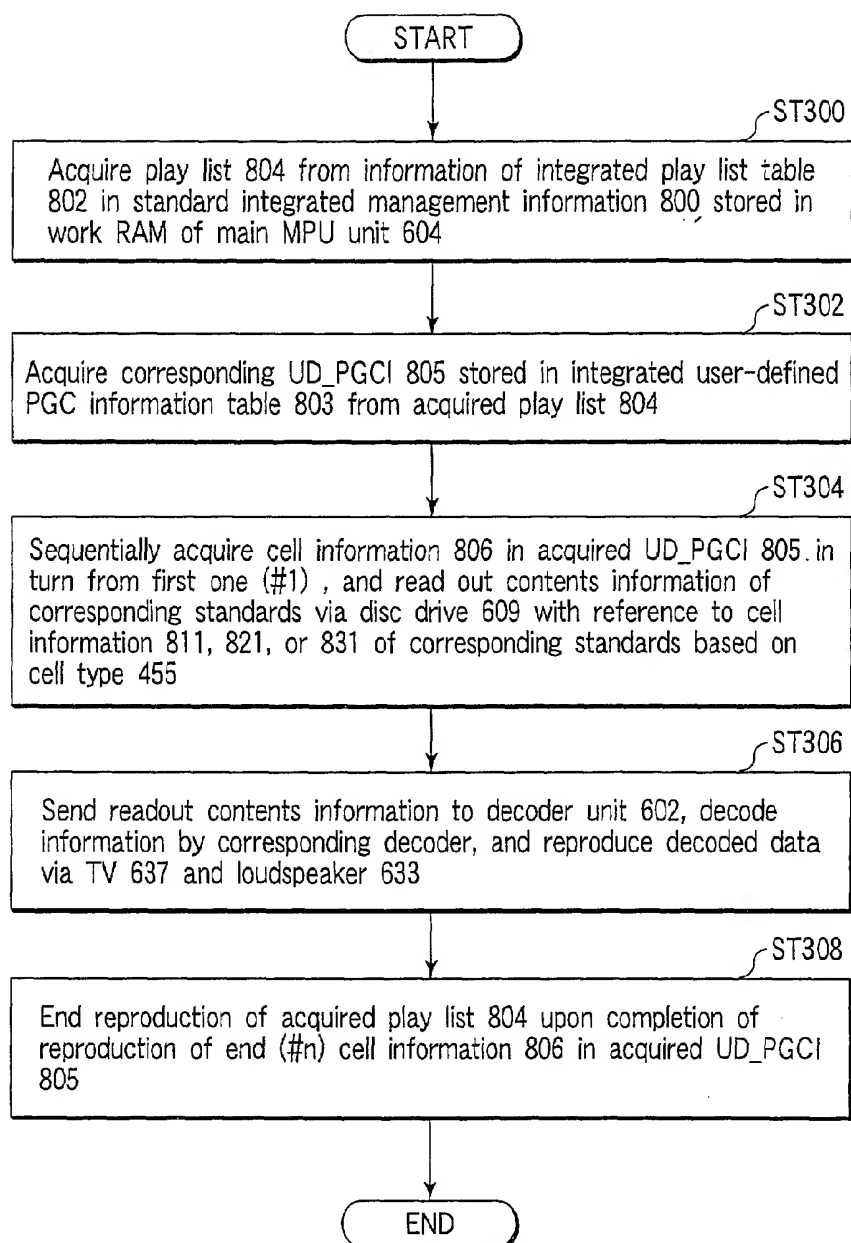 START
ST300
Acquire play list 804 from information of integrated play list table
802 in standard integrated management information 800 stored in
work RAM of main MPU unit 604
ST302
Acquire corresponding UD_PGCI 805 stored in integrated user-defined
PGC information table 803 from acquired play list 804
ST304
Sequentially acquire cell information 806 in acquired UD_PGCI 805. in
turn from first one (#1) , and read out contents information of
corresponding standards via disc drive 609 with reference to cell
information 811, 821, or 831 of corresponding standards based on
cell type 455
ST306
Send readout contents information to decoder unit 602, decode
information by corresponding decoder, and reproduce decoded data
via TV 637 and loudspeaker 633
ST308
End reproduction of acquired play list 804 upon completion of
reproduction of end (#n) cell information 806 in acquired UD_PGCI
805
END